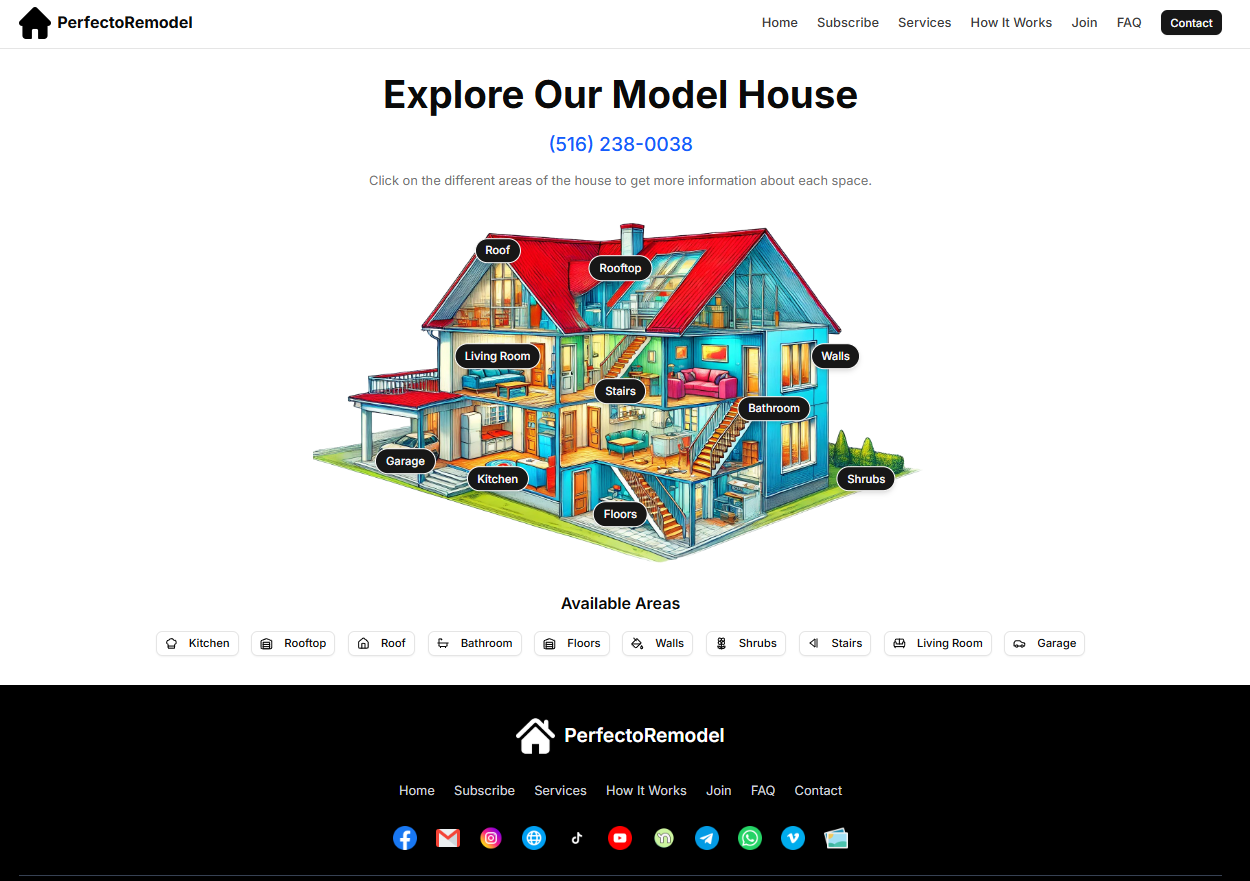 PerfectoRemodel
Home Subscribe Services How It Works Join FAQ Contact
Explore Our Model House
(516) 238-0038
Click on the different areas of the house to get more information about each space.
Roof
Rooftop
Living Room
Walls
Stairs
Bathroom
Garage
Kitchen
Shrubs
Floors
Available Areas
Kitchen Rooftop Roof Bathroom Floors Walls Shrubs Stairs Living Room Garage
PerfectoRemodel
Home Subscribe Services How It Works Join FAQ Contact